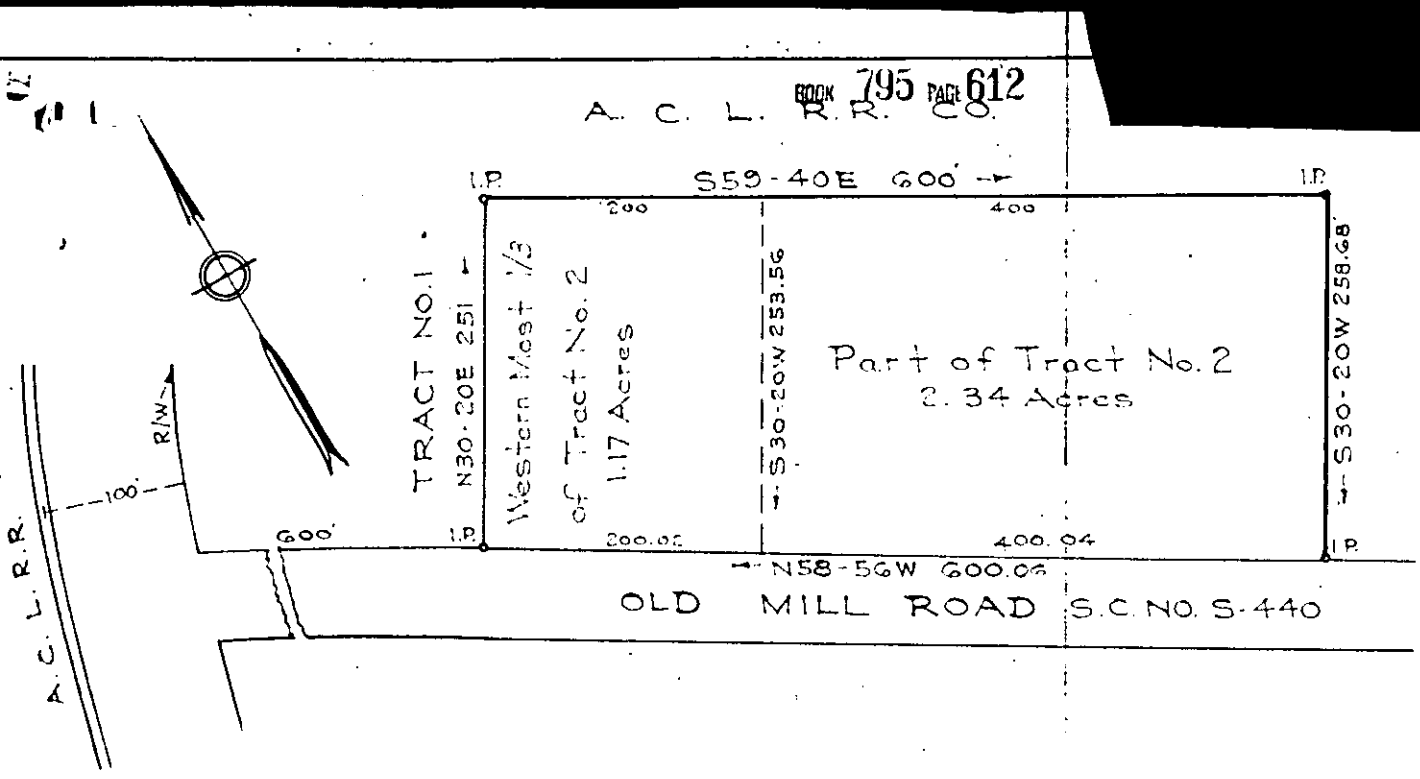 BOOK 795 PAGE 612
A. C. L. R.R. CO.
I.P.
S59-40E 600'
I.P.
200
400
TRACT NO.1
N30-20E 251
Western Most 1/3
of Tract No. 2
1.17 Acres
S30-20W 253.56
Part of Tract No. 2
2.34 Acres
S30-20W 258.68
R/W
100'
A.C.L.R.R.
600'
I.P.
200.02
400.04
I.P.
N58-56W 600.06
OLD MILL ROAD S.C. NO. S-440